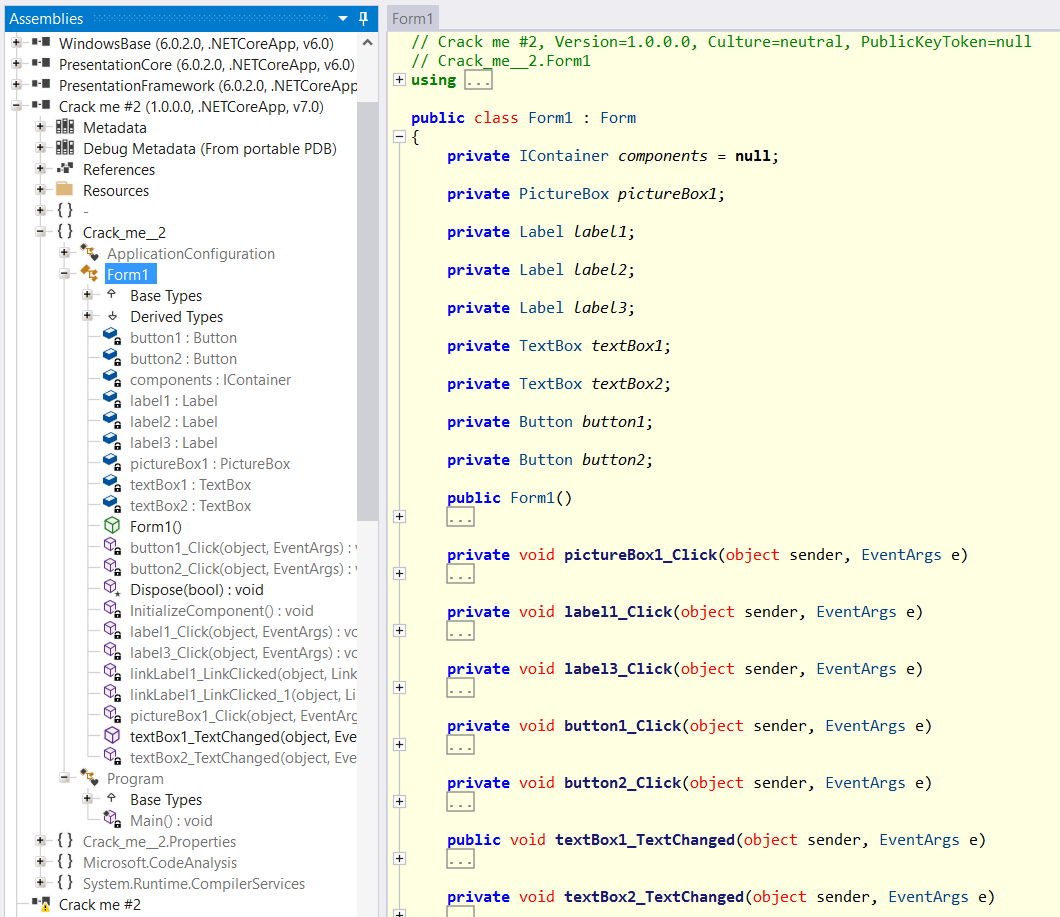 Assemblies
WindowsBase (6.0.2.0, .NETCoreApp, v6.0)
PresentationCore (6.0.2.0, .NETCoreApp, v6.0)
PresentationFramework (6.0.2.0, .NETCoreApp
Crack me #2 (1.0.0.0, .NETCoreApp, v7.0)
Metadata
Debug Metadata (From portable PDB)
References
Resources
{ } -
{ } Crack_me__2
ApplicationConfiguration
Form1
Base Types
Derived Types
button1 : Button
button2 : Button
components : IContainer
label1 : Label
label2 : Label
label3 : Label
pictureBox1 : PictureBox
textBox1 : TextBox
textBox2 : TextBox
Form1()
button1_Click(object, EventArgs) : v
button2_Click(object, EventArgs) : v
Dispose(bool) : void
InitializeComponent() : void
label1_Click(object, EventArgs) : vo
label3_Click(object, EventArgs) : vo
linkLabel1_LinkClicked(object, Link
linkLabel1_LinkClicked_1(object, Li
pictureBox1_Click(object, EventArg
textBox1_TextChanged(object, Eve
textBox2_TextChanged(object, Eve
Program
Base Types
Main() : void
{ } Crack_me__2.Properties
{ } Microsoft.CodeAnalysis
{ } System.Runtime.CompilerServices
Crack me #2
Form1
// Crack me #2, Version=1.0.0.0, Culture=neutral, PublicKeyToken=null
// Crack_me__2.Form1
using ...
public class Form1 : Form
{
private IContainer components = null;
private PictureBox pictureBox1;
private Label label1;
private Label label2;
private Label label3;
private TextBox textBox1;
private TextBox textBox2;
private Button button1;
private Button button2;
public Form1()
...
private void pictureBox1_Click(object sender, EventArgs e)
...
private void label1_Click(object sender, EventArgs e)
...
private void label3_Click(object sender, EventArgs e)
...
private void button1_Click(object sender, EventArgs e)
...
private void button2_Click(object sender, EventArgs e)
...
public void textBox1_TextChanged(object sender, EventArgs e)
...
private void textBox2_TextChanged(object sender, EventArgs e)